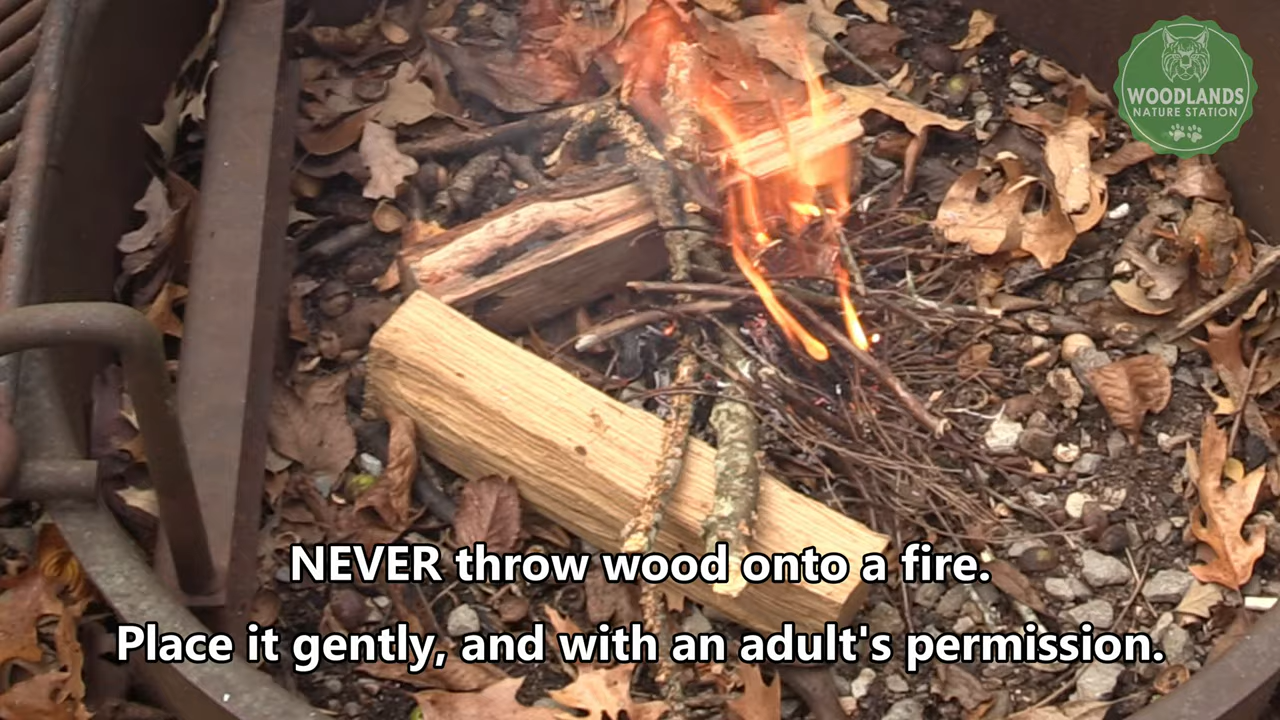 WOODLANDS
NATURE STATION
NEVER throw wood onto a fire.
Place it gently, and with an adult's permission.